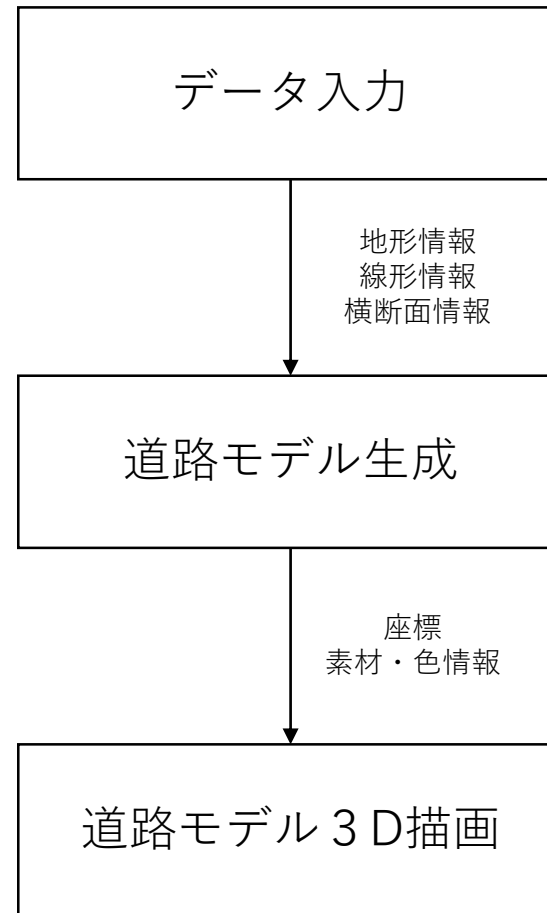 データ入力
地形情報
線形情報
横断面情報
道路モデル生成
座標
素材・色情報
道路モデル３D描画